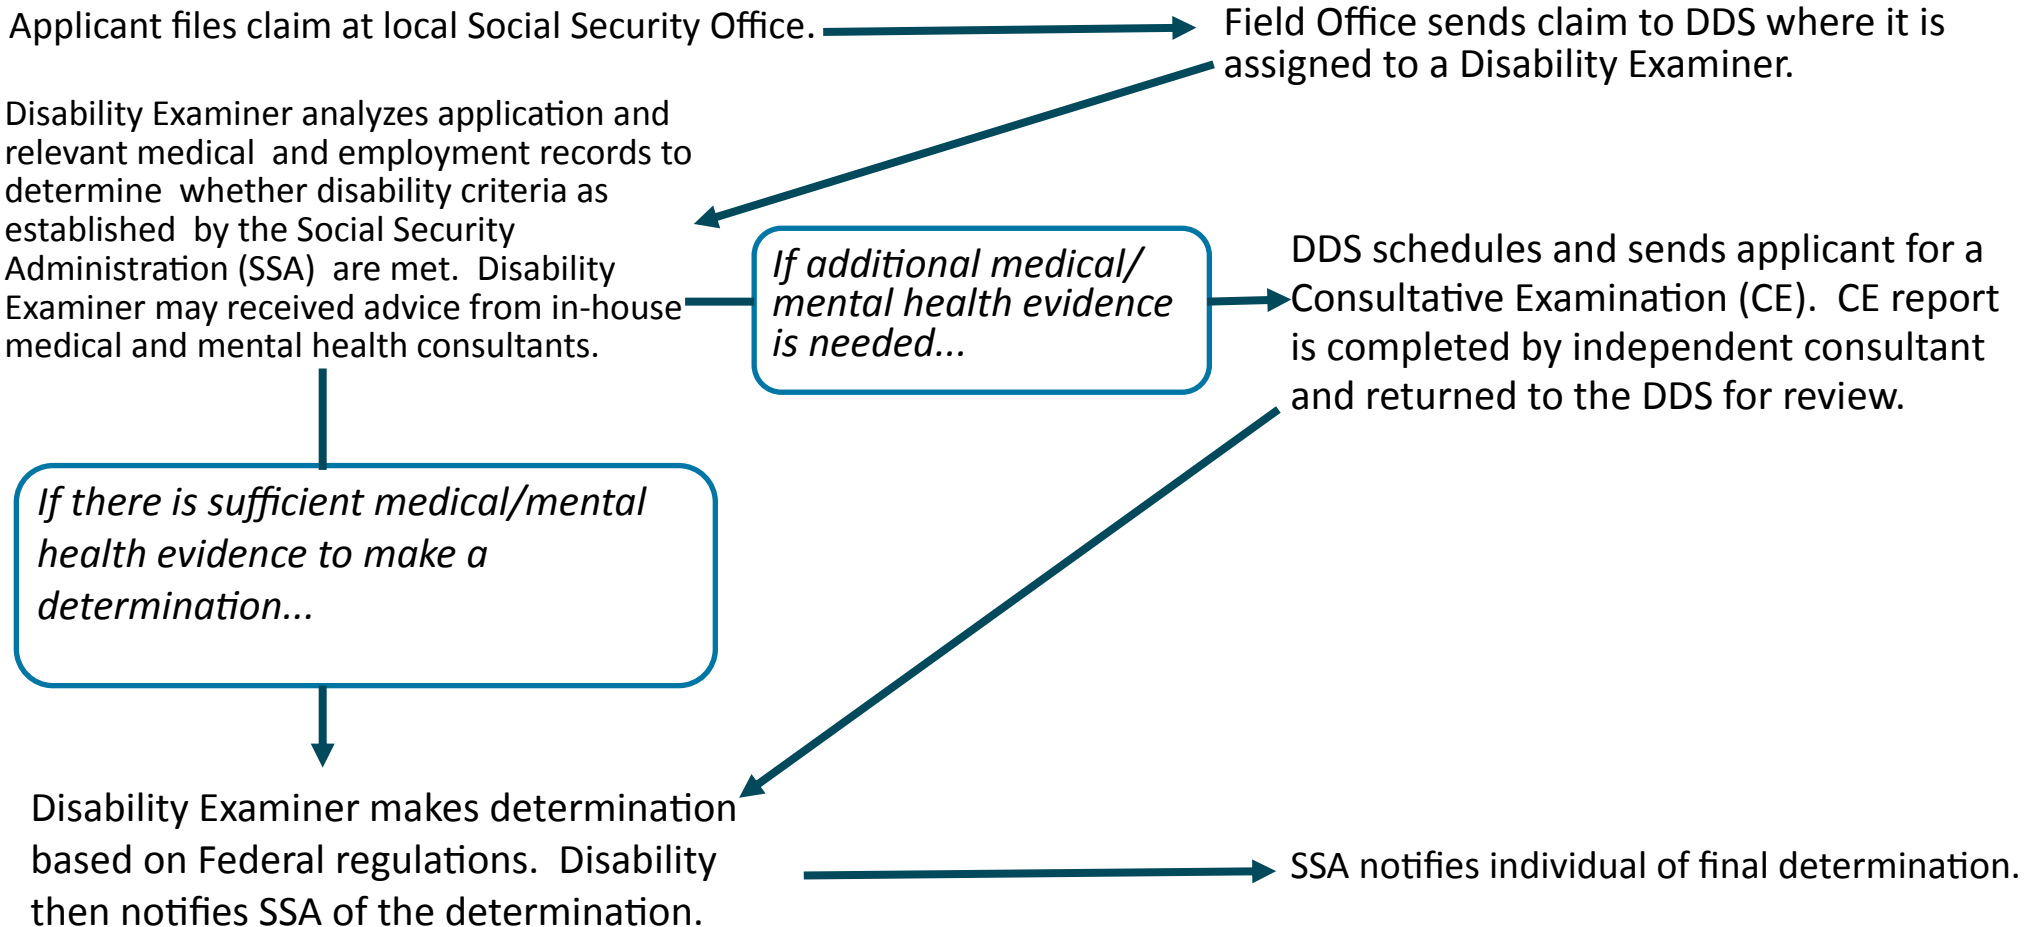 Applicant files claim at local Social Security Office.
Field Office sends claim to DDS where it is
assigned to a Disability Examiner.
Disability Examiner analyzes application and
relevant medical  and employment records to
determine  whether disability criteria as
established  by the Social Security
Administration (SSA)  are met.  Disability
Examiner may received advice from in-house
medical and mental health consultants.
If additional medical/
mental health evidence
is needed...
DDS schedules and sends applicant for a
Consultative Examination (CE).  CE report
is completed by independent consultant
and returned to the DDS for review.
If there is sufficient medical/mental
health evidence to make a
determination...
Disability Examiner makes determination
based on Federal regulations.  Disability
then notifies SSA of the determination.
SSA notifies individual of final determination.